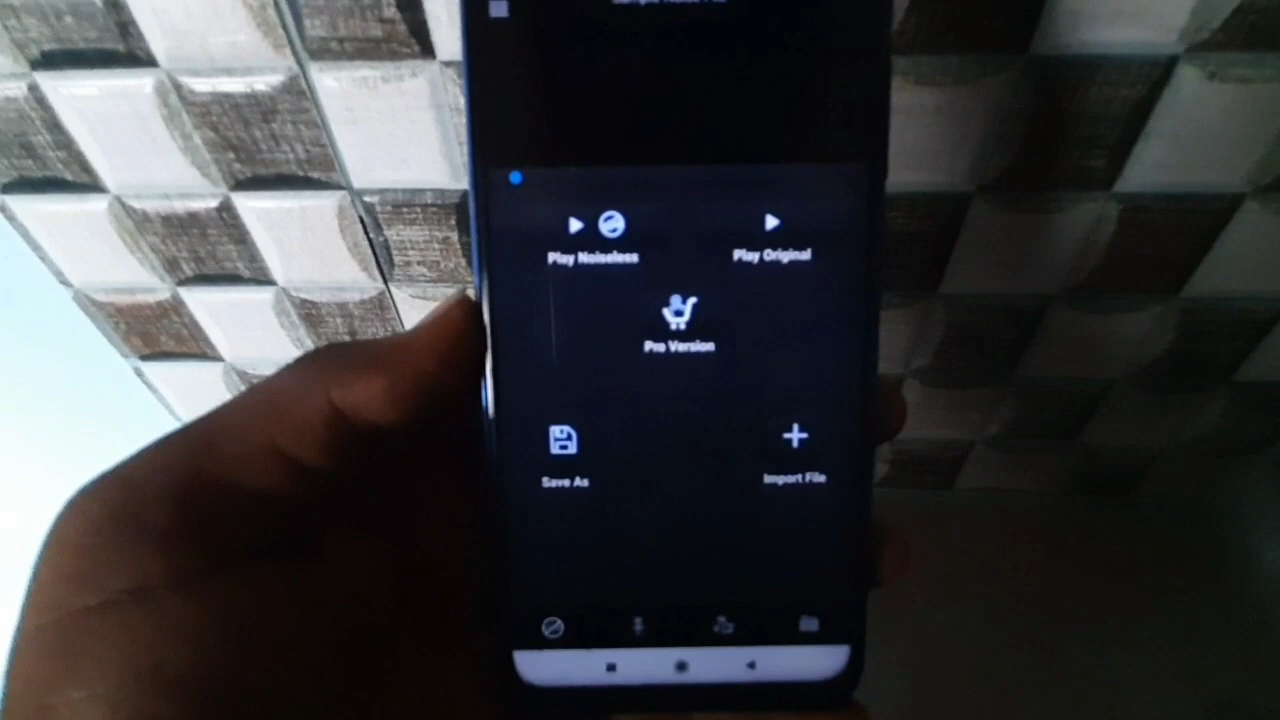 Play Noiseless
Play Original
Pro Version
Save As
Import File